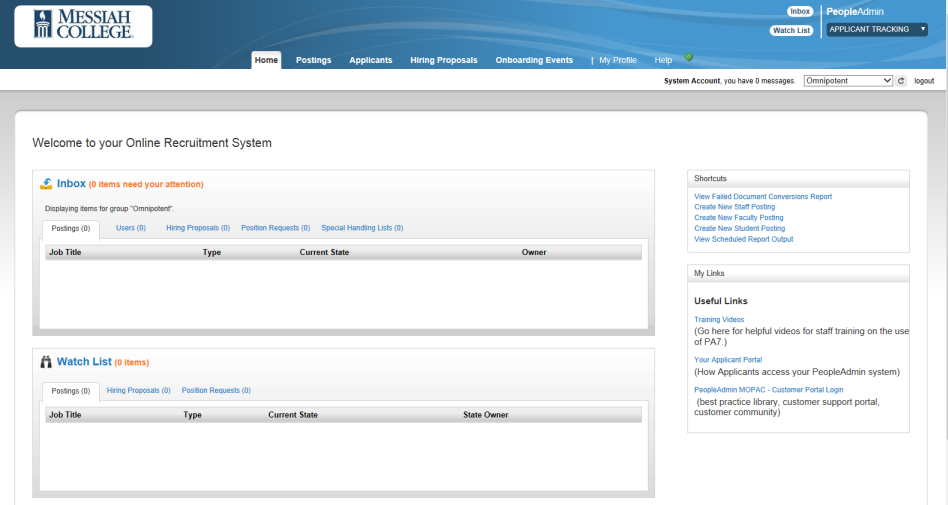 MESSIAH
COLLEGE
Inbox
PeopleAdmin
Watch List
APPLICANT TRACKING
Home Postings Applicants Hiring Proposals Onboarding Events | My Profile Help
System Account, you have 0 messages. Omnipotent logout
Welcome to your Online Recruitment System
Inbox (0 items need your attention)
Displaying items for group "Omnipotent".
Postings (0) Users (0) Hiring Proposals (0) Position Requests (0) Special Handling Lists (0)
Job Title Type Current State Owner
Watch List (0 items)
Postings (0) Hiring Proposals (0) Position Requests (0)
Job Title Type Current State State Owner
Shortcuts
View Failed Document Conversions Report
Create New Staff Posting
Create New Faculty Posting
Create New Student Posting
View Scheduled Report Output
My Links
Useful Links
Training Videos
(Go here for helpful videos for staff training on the use
of PA7.)
Your Applicant Portal
(How Applicants access your PeopleAdmin system)
PeopleAdmin MOPAC - Customer Portal Login
(best practice library, customer support portal,
customer community)